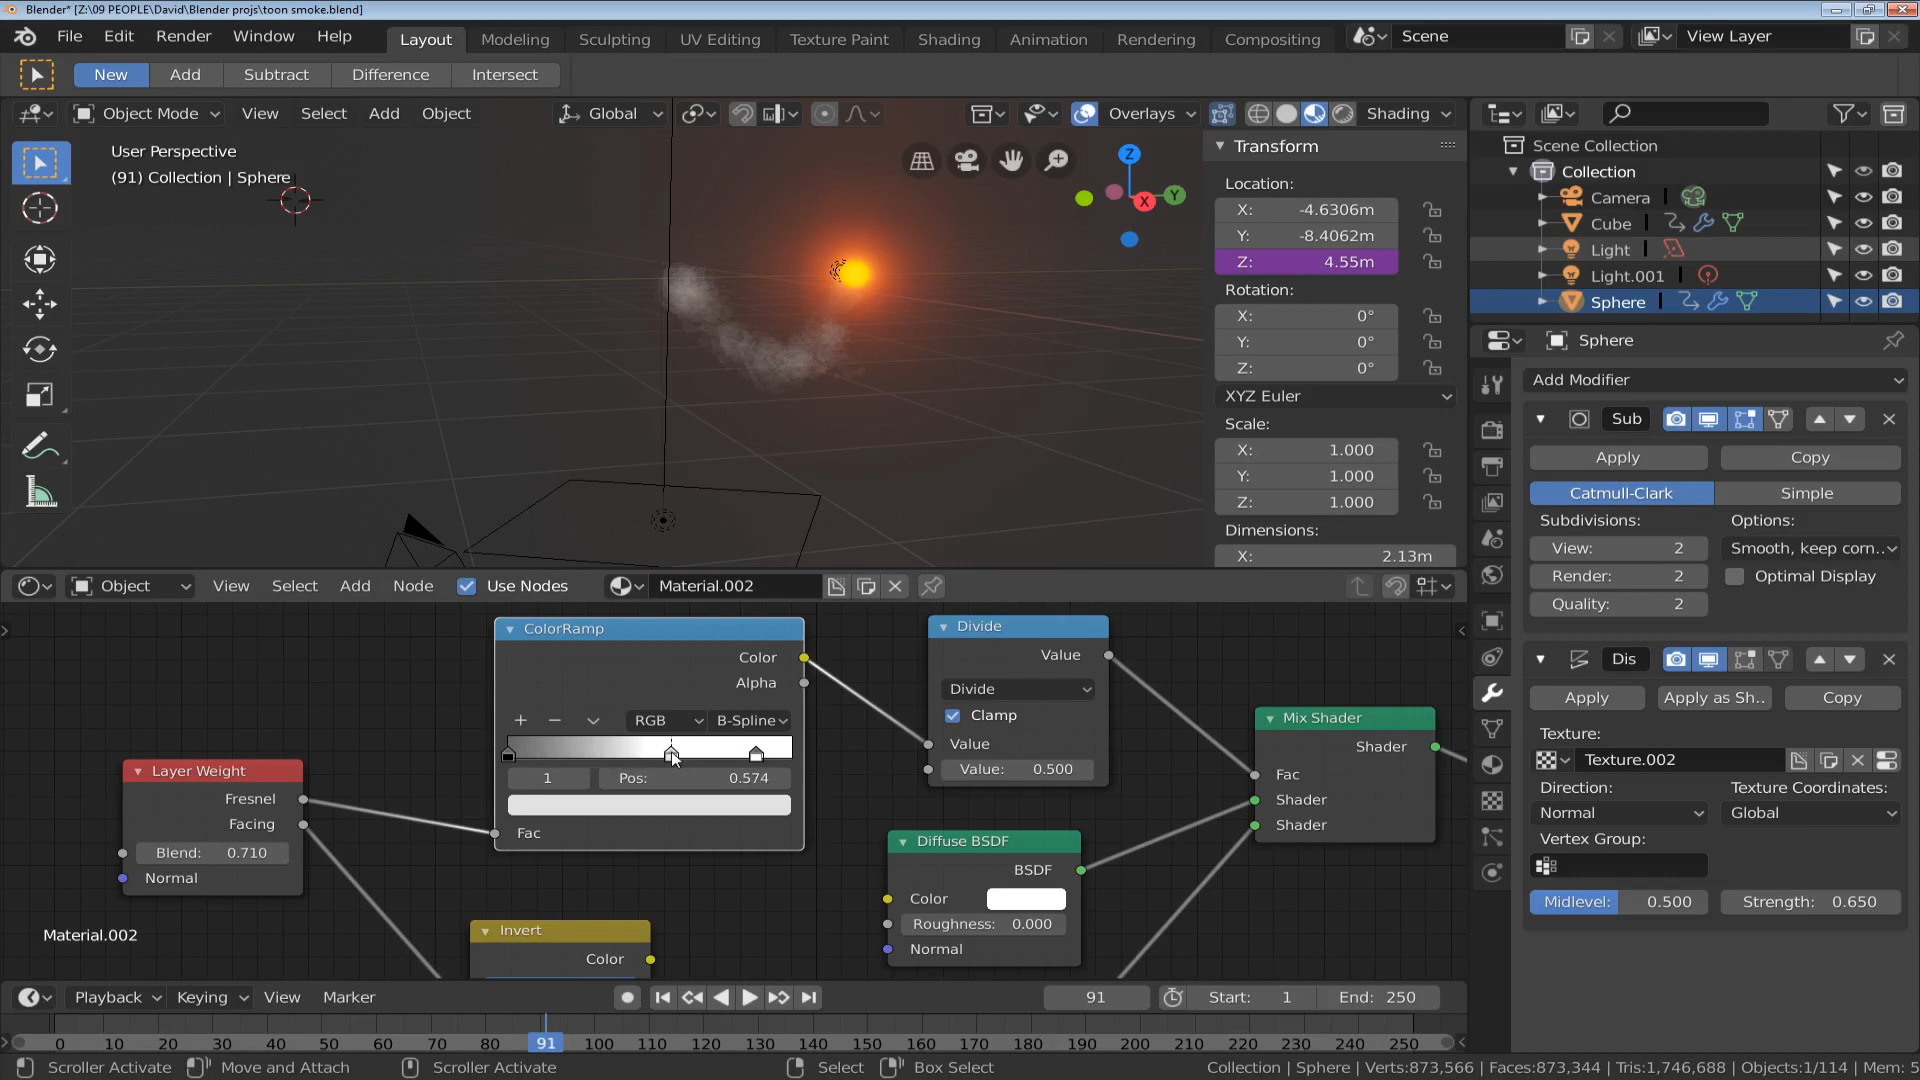 Blender* [Z:\09 PEOPLE\David\Blender projs\toon smoke.blend]
File Edit Render Window Help Layout Modeling Sculpting UV Editing Texture Paint Shading Animation Rendering Compositing Scene View Layer
New Add Subtract Difference Intersect
Object Mode View Select Add Object Global Overlays Shading
User Perspective
(91) Collection | Sphere
Z
Y
X
Transform
Location:
X: -4.6306m
Y: -8.4062m
Z: 4.55m
Rotation:
X: 0°
Y: 0°
Z: 0°
XYZ Euler
Scale:
X: 1.000
Y: 1.000
Z: 1.000
Dimensions:
X: 2.13m
Scene Collection
Collection
Camera
Cube
Light
Light.001
Sphere
Sphere
Add Modifier
Sub
Apply Copy
Catmull-Clark Simple
Subdivisions: Options:
View: 2 Smooth, keep corn..
Render: 2 Optimal Display
Quality: 2
Dis
Apply Apply as Sh.. Copy
Texture:
Texture.002
Direction: Texture Coordinates:
Normal Global
Vertex Group:
Midlevel: 0.500 Strength: 0.650
Object View Select Add Node Use Nodes Material.002
Layer Weight
Fresnel
Facing
Blend: 0.710
Normal
ColorRamp
Color
Alpha
RGB B-Spline
1 Pos: 0.574
Fac
Invert
Color
Divide
Value
Divide
Clamp
Value
Value: 0.500
Diffuse BSDF
BSDF
Color
Roughness: 0.000
Normal
Mix Shader
Shader
Fac
Shader
Shader
Material.002
Playback Keying View Marker 91 Start: 1 End: 250
0 10 20 30 40 50 60 70 80 91 100 110 120 130 140 150 160 170 180 190 200 210 220 230 240 250
Scroller Activate Move and Attach Scroller Activate Select Box Select Collection | Sphere | Verts:873,566 | Faces:873,344 | Tris:1,746,688 | Objects:1/114 | Mem: 5